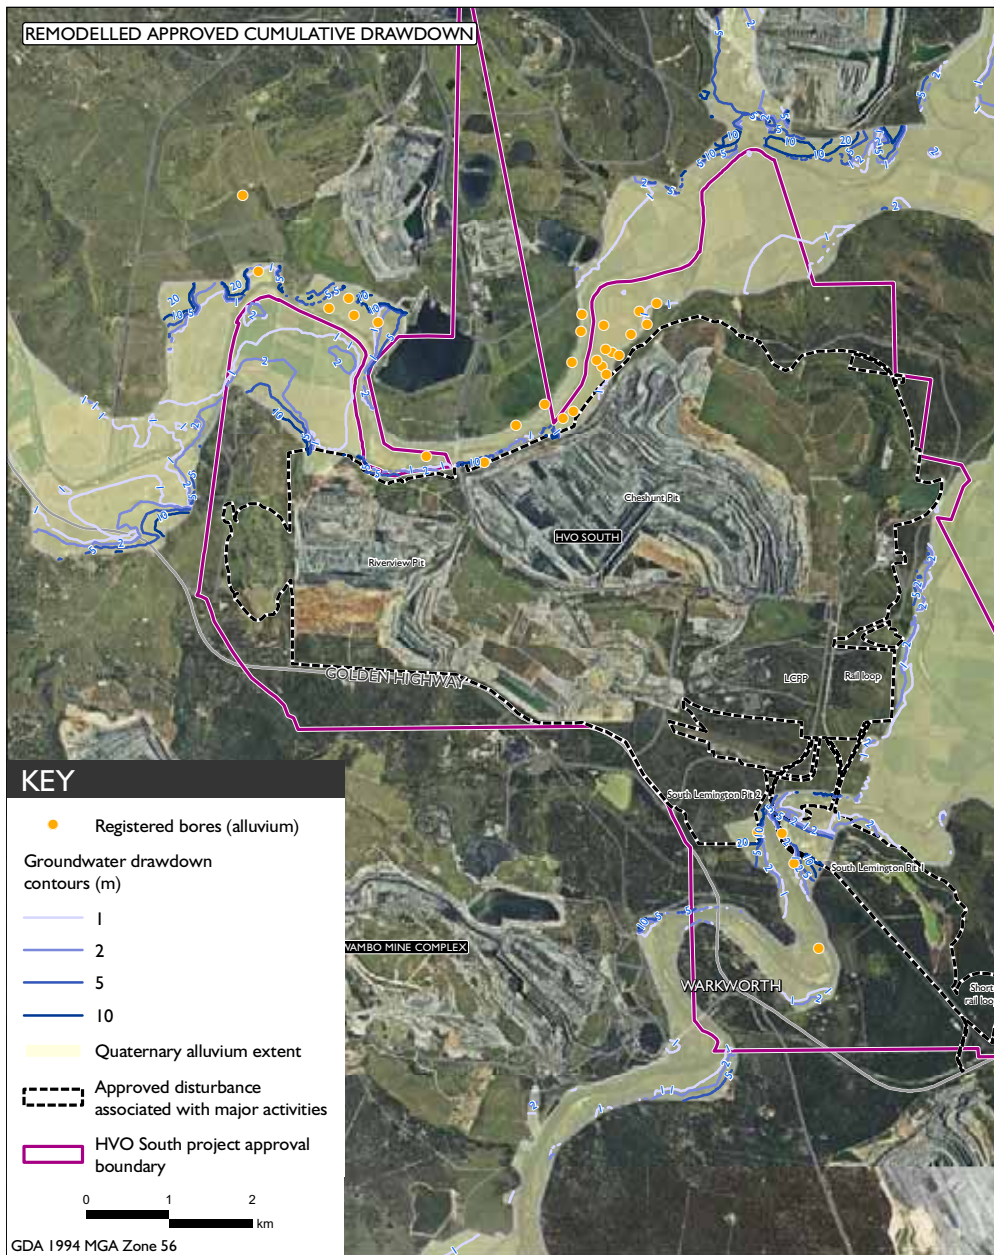 REMODELLED APPROVED CUMULATIVE DRAWDOWN
Cheshunt Pit
HVO SOUTH
Riverview Pit
GOLDEN HIGHWAY
LCPP
Rail loop
South Lemington Pit 2
South Lemington Pit 1
WAMBO MINE COMPLEX
WARKWORTH
Short
rail loo
KEY
Registered bores (alluvium)
Groundwater drawdown
contours (m)
1
2
5
10
Quaternary alluvium extent
Approved disturbance
associated with major activities
HVO South project approval
boundary
0 1 2
km
GDA 1994 MGA Zone 56